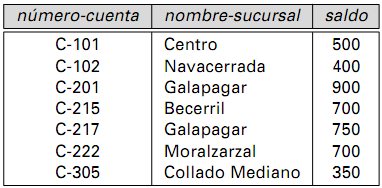 número-cuenta nombre-sucursal saldo
C-101 Centro 500
C-102 Navacerrada 400
C-201 Galapagar 900
C-215 Becerril 700
C-217 Galapagar 750
C-222 Moralzarzal 700
C-305 Collado Mediano 350